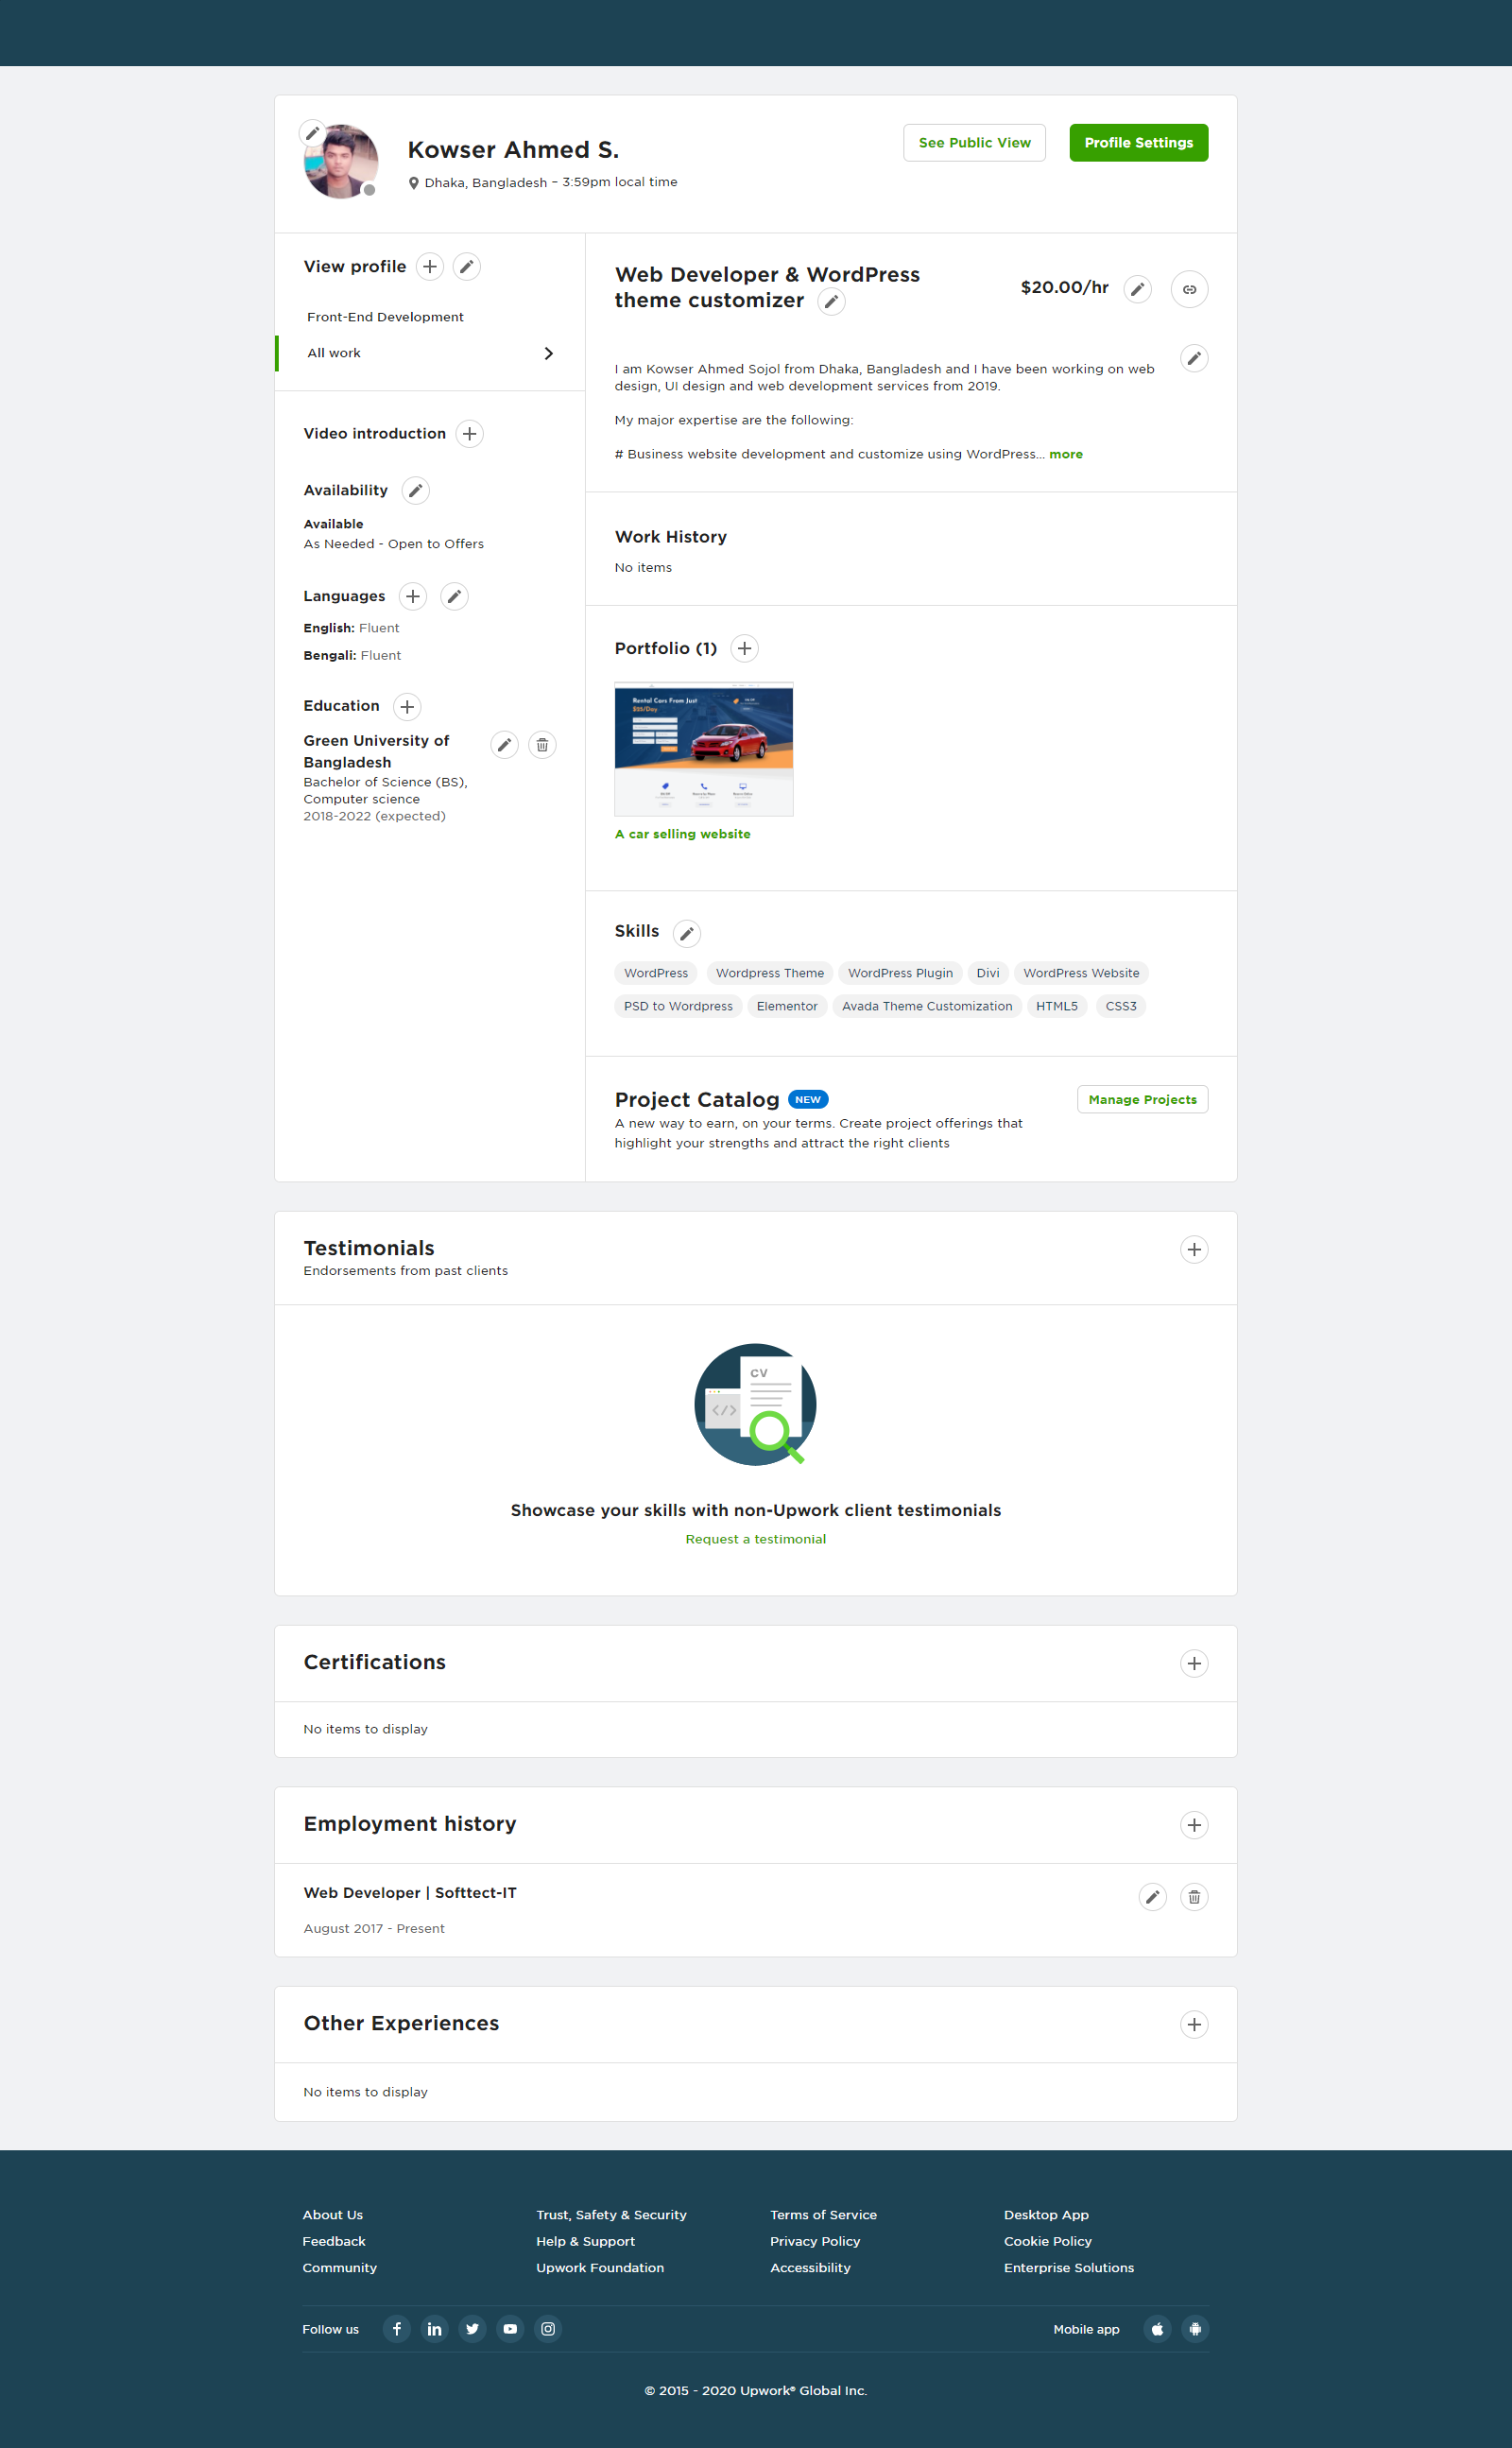 Kowser Ahmed S.
Dhaka, Bangladesh – 3:59pm local time
See Public View
Profile Settings
View profile
Front-End Development
All work
Video introduction
Availability
Available
As Needed - Open to Offers
Languages
English: Fluent
Bengali: Fluent
Education
Green University of
Bangladesh
Bachelor of Science (BS),
Computer science
2018-2022 (expected)
Web Developer & WordPress
theme customizer
$20.00/hr
I am Kowser Ahmed Sojol from Dhaka, Bangladesh and I have been working on web
design, UI design and web development services from 2019.
My major expertise are the following:
# Business website development and customize using WordPress... more
Work History
No items
Portfolio (1)
Rental Cars From Just
$25/Day
A car selling website
Skills
WordPress Wordpress Theme WordPress Plugin Divi WordPress Website
PSD to Wordpress Elementor Avada Theme Customization HTML5 CSS3
Project Catalog NEW
A new way to earn, on your terms. Create project offerings that
highlight your strengths and attract the right clients
Manage Projects
Testimonials
Endorsements from past clients
CV
</>
Showcase your skills with non-Upwork client testimonials
Request a testimonial
Certifications
No items to display
Employment history
Web Developer | Softtect-IT
August 2017 - Present
Other Experiences
No items to display
About Us
Feedback
Community
Trust, Safety & Security
Help & Support
Upwork Foundation
Terms of Service
Privacy Policy
Accessibility
Desktop App
Cookie Policy
Enterprise Solutions
Follow us
Mobile app
© 2015 - 2020 Upwork® Global Inc.